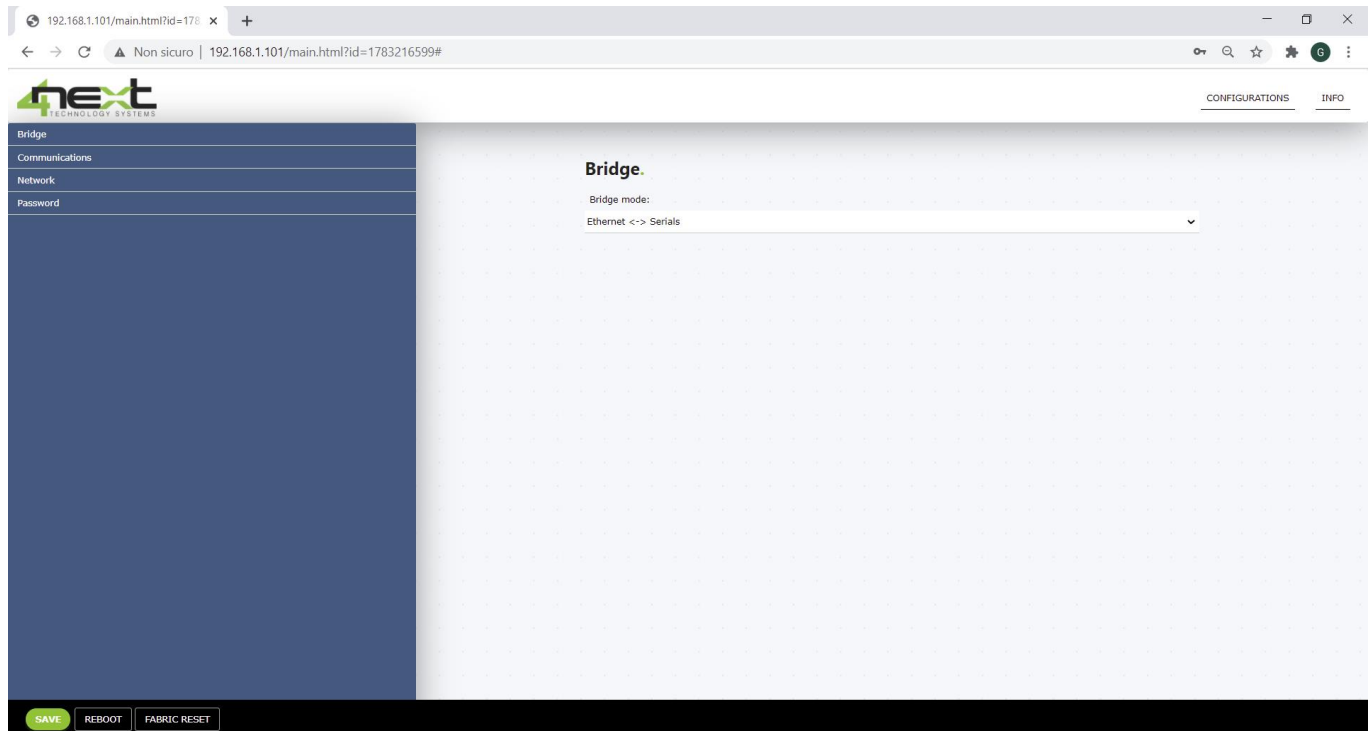 192.168.1.101/main.html?id=178
Non sicuro | 192.168.1.101/main.html?id=1783216599#
G
4next
TECHNOLOGY SYSTEMS
CONFIGURATIONS INFO
Bridge
Communications
Network
Password
Bridge.
Bridge mode:
Ethernet <-> Serials
SAVE REBOOT FABRIC RESET